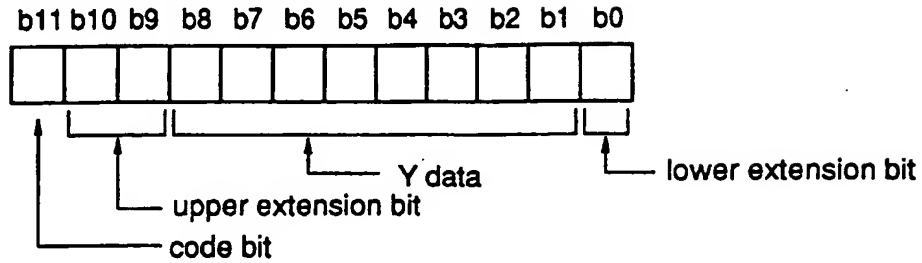 b11 b10 b9 b8 b7 b6 b5 b4 b3 b2 b1 b0
Y data
lower extension bit
upper extension bit
code bit